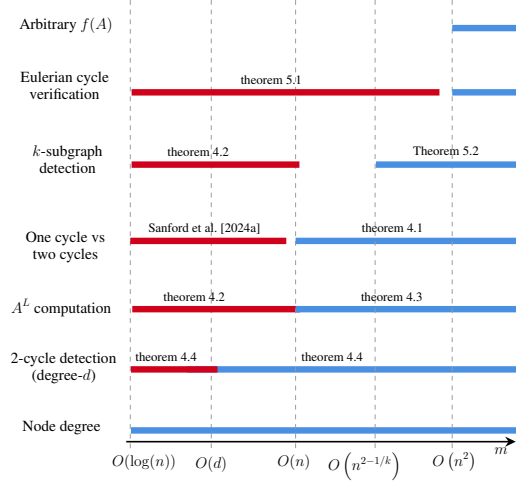 Arbitrary f(A)
Eulerian cycle
verification
theorem 5.1
k-subgraph
detection
theorem 4.2
Theorem 5.2
One cycle vs
two cycles
Sanford et al. [2024a]
theorem 4.1
A^L computation
theorem 4.2
theorem 4.3
2-cycle detection
(degree-d)
theorem 4.4
theorem 4.4
Node degree
m
O(log(n)) O(d) O(n) O(n^{2−1/k}) O(n^2)